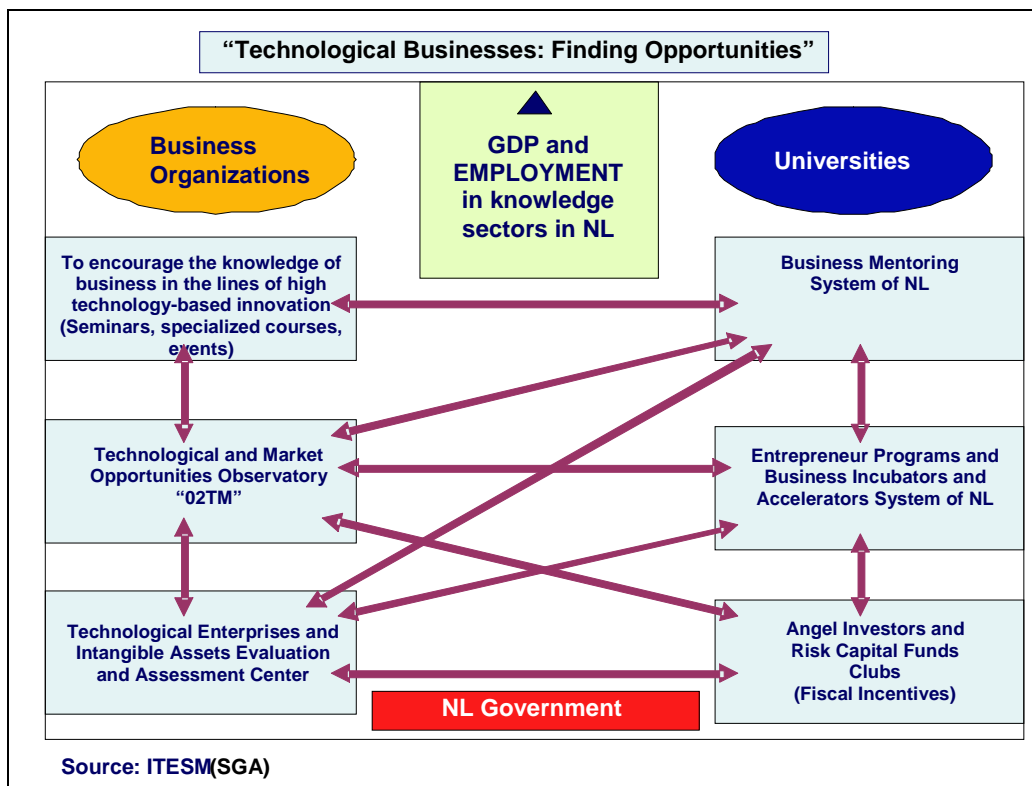 “Technological Businesses: Finding Opportunities”
Business
Organizations
GDP and
EMPLOYMENT
in knowledge
sectors in NL
Universities
To encourage the knowledge of
business in the lines of high
technology-based innovation
(Seminars, specialized courses,
events)
Business Mentoring
System of NL
Technological and Market
Opportunities Observatory
“02TM”
Entrepreneur Programs and
Business Incubators and
Accelerators System of NL
Technological Enterprises and
Intangible Assets Evaluation
and Assessment Center
Angel Investors and
Risk Capital Funds
Clubs
(Fiscal Incentives)
NL Government
Source: ITESM(SGA)